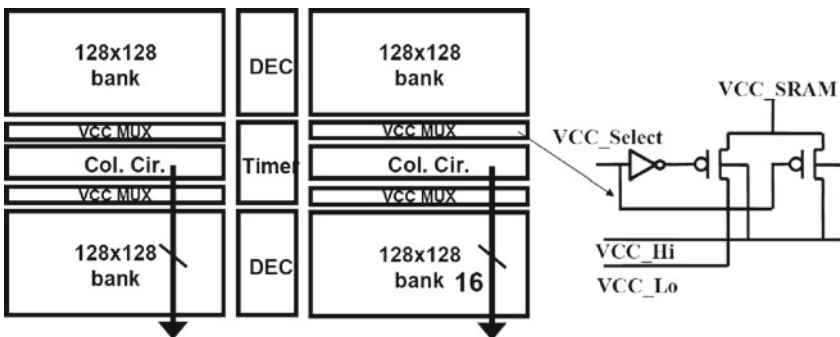 128x128
bank
DEC
128x128
bank
VCC MUX
Col. Cir.
VCC MUX
Timer
VCC MUX
Col. Cir.
VCC MUX
128x128
bank
DEC
128x128
bank 16
VCC_SRAM
VCC_Select
VCC_Hi
VCC_Lo